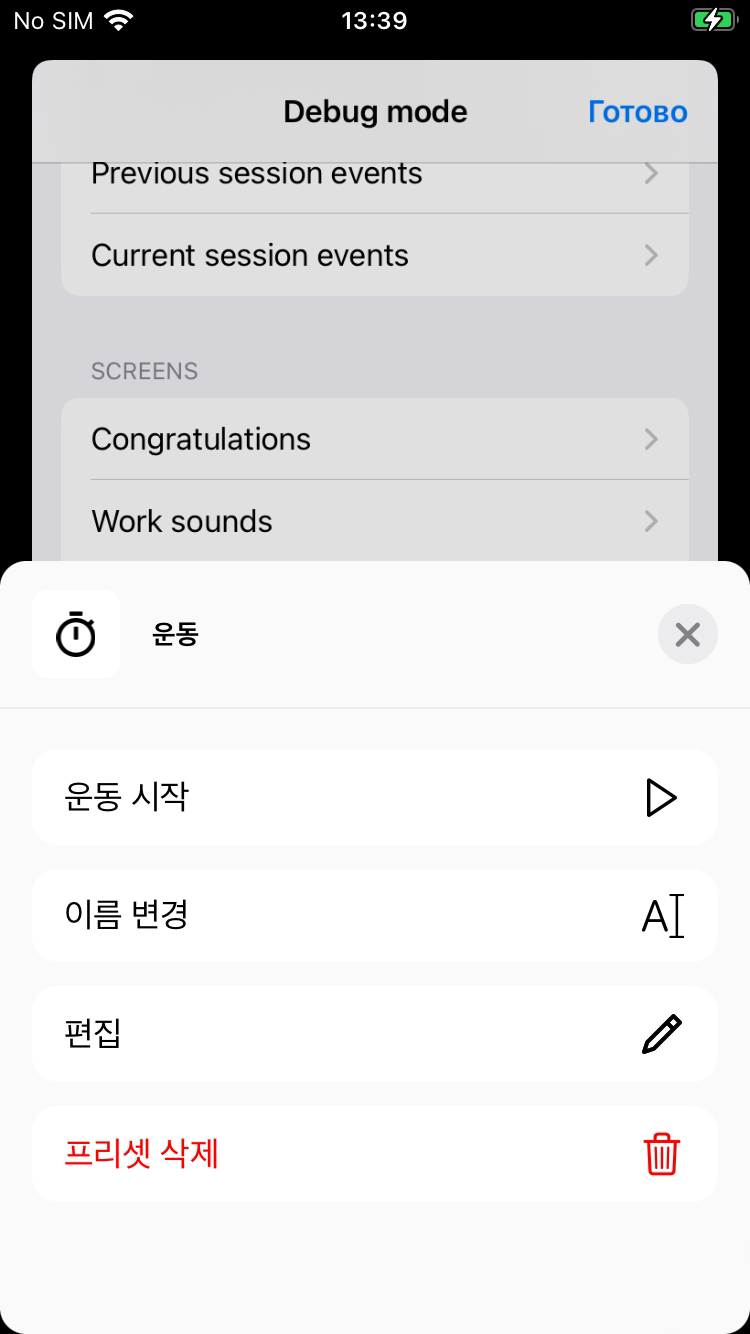 No SIM 13:39
Debug mode Готово
Previous session events
Current session events
SCREENS
Congratulations
Work sounds
운동
운동 시작
이름 변경
편집
프리셋 삭제